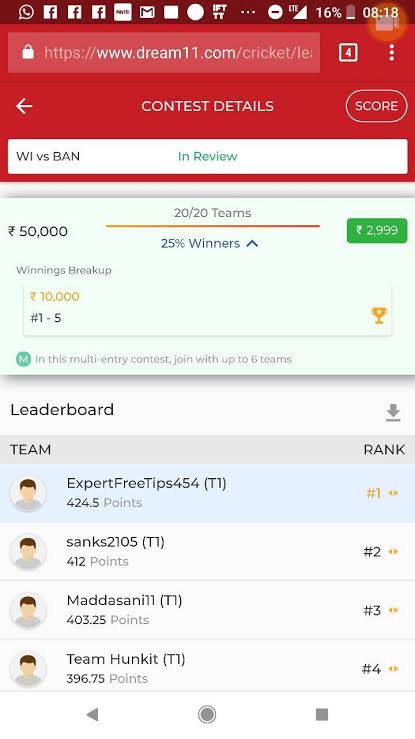 IF
TT
LTE
16%
08:18
https://www.dream11.com/cricket/lea
4
CONTEST DETAILS
SCORE
WI vs BAN
In Review
20/20 Teams
₹ 50,000
₹ 2,999
25% Winners
Winnings Breakup
₹ 10,000
#1 - 5
M In this multi-entry contest, join with up to 6 teams
Leaderboard
TEAM
RANK
ExpertFreeTips454 (T1)
424.5 Points
#1
sanks2105 (T1)
412 Points
#2
Maddasani11 (T1)
403.25 Points
#3
Team Hunkit (T1)
396.75 Points
#4